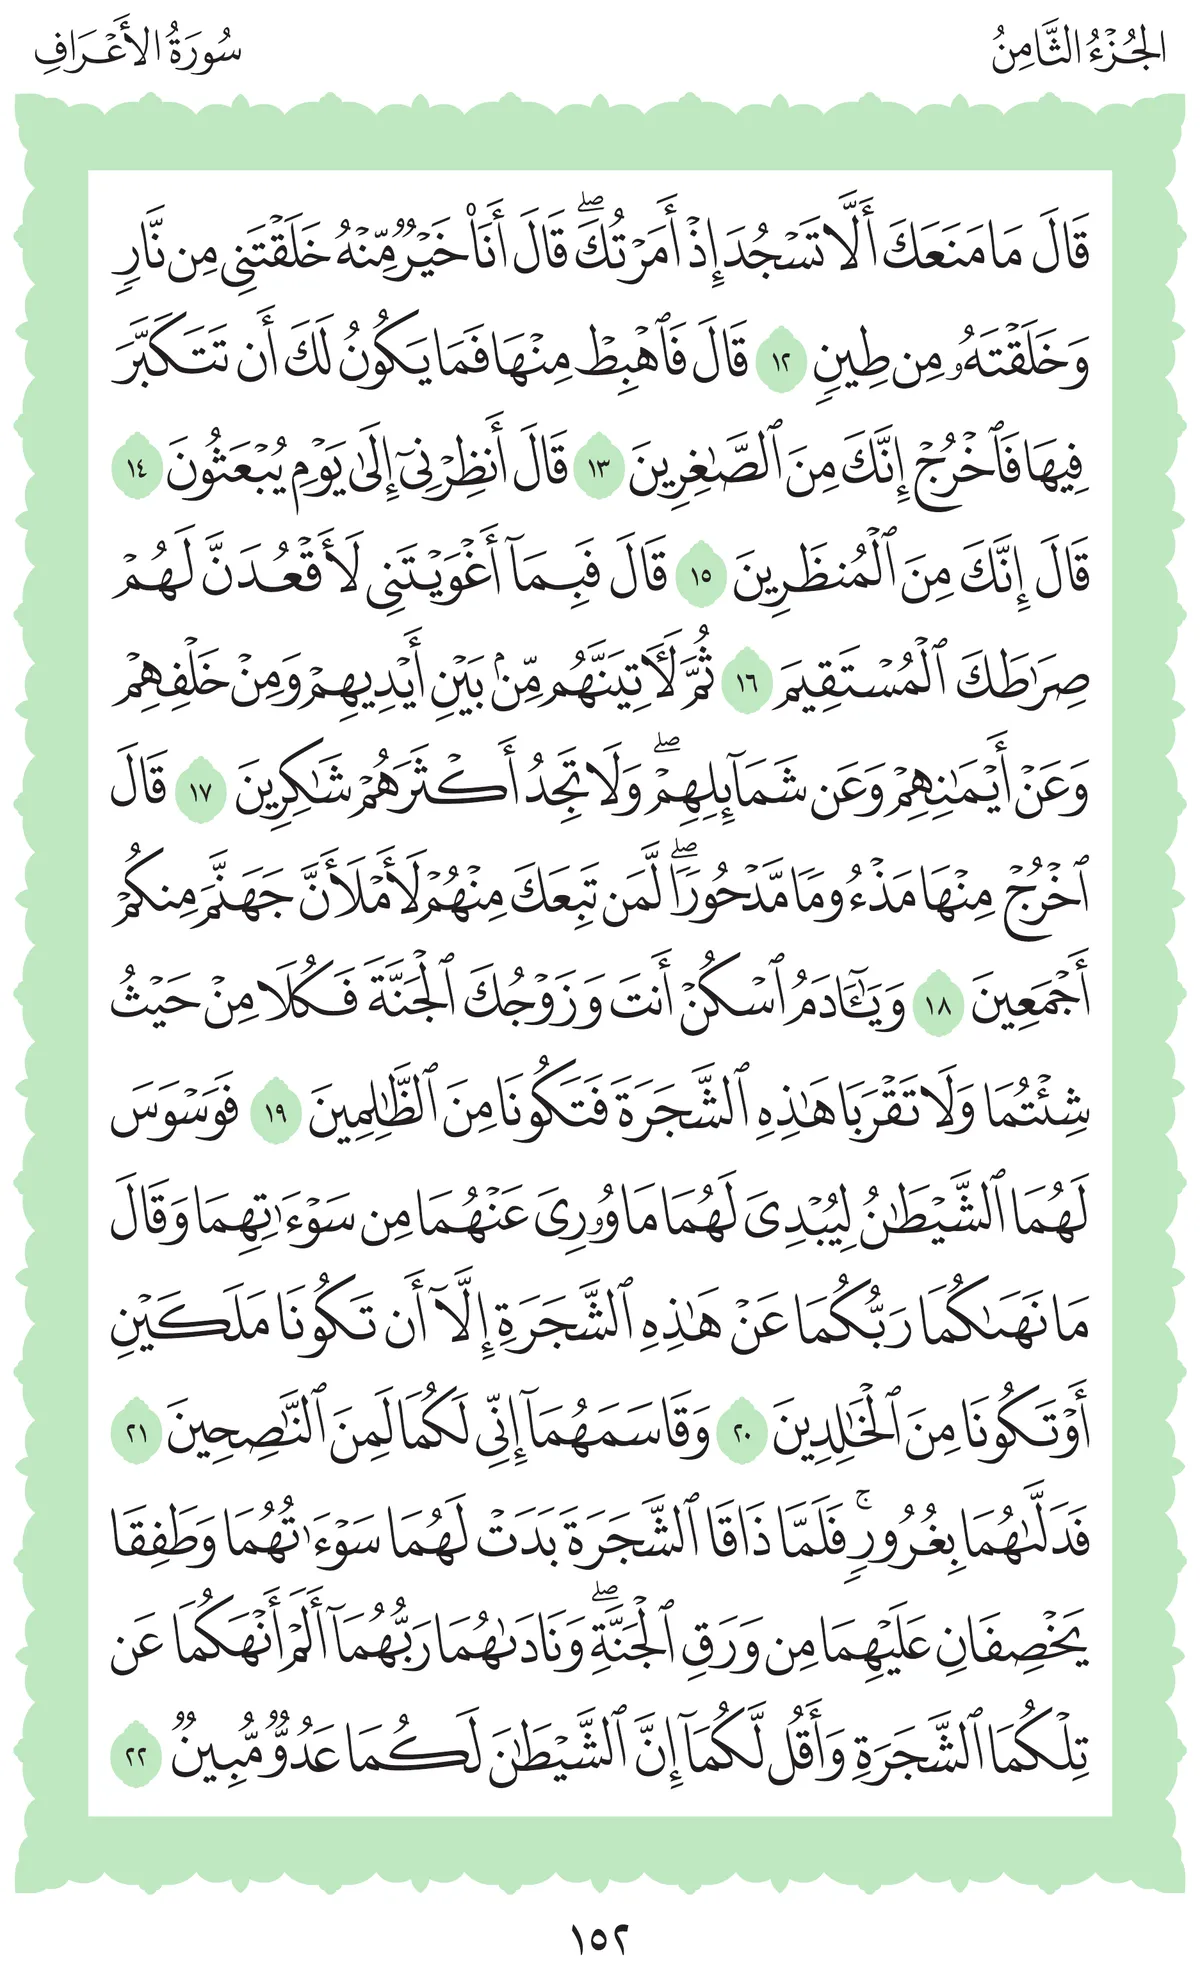 الجُزْءُ الثَّامِنُ
سُورَةُ الأَعْرَافِ
قَالَ مَا مَنَعَكَ أَلَّا تَسْجُدَ إِذْ أَمَرْتُكَۖ قَالَ أَنَا۠ خَيْرٌ مِّنْهُ خَلَقْتَنِى مِن نَّارٍ
وَخَلَقْتَهُۥ مِن طِينٍ ١٢ قَالَ فَٱهْبِطْ مِنْهَا فَمَا يَكُونُ لَكَ أَن تَتَكَبَّرَ
فِيهَا فَٱخْرُجْ إِنَّكَ مِنَ ٱلصَّٰغِرِينَ ١٣ قَالَ أَنظِرْنِىٓ إِلَىٰ يَوْمِ يُبْعَثُونَ ١٤
قَالَ إِنَّكَ مِنَ ٱلْمُنظَرِينَ ١٥ قَالَ فَبِمَآ أَغْوَيْتَنِى لَأَقْعُدَنَّ لَهُمْ
صِرَٰطَكَ ٱلْمُسْتَقِيمَ ١٦ ثُمَّ لَـَٔاتِيَنَّهُم مِّنۢ بَيْنِ أَيْدِيهِمْ وَمِنْ خَلْفِهِمْ
وَعَنْ أَيْمَٰنِهِمْ وَعَن شَمَآئِلِهِمْۖ وَلَا تَجِدُ أَكْثَرَهُمْ شَٰكِرِينَ ١٧ قَالَ
ٱخْرُجْ مِنْهَا مَذْءُومًا مَّدْحُورًاۖ لَّمَن تَبِعَكَ مِنْهُمْ لَأَمْلَأَنَّ جَهَنَّمَ مِنكُمْ
أَجْمَعِينَ ١٨ وَيَٰٓـَٔادَمُ ٱسْكُنْ أَنتَ وَزَوْجُكَ ٱلْجَنَّةَ فَكُلَا مِنْ حَيْثُ
شِئْتُمَا وَلَا تَقْرَبَا هَٰذِهِ ٱلشَّجَرَةَ فَتَكُونَا مِنَ ٱلظَّٰلِمِينَ ١٩ فَوَسْوَسَ
لَهُمَا ٱلشَّيْطَٰنُ لِيُبْدِىَ لَهُمَا مَا وُۥرِىَ عَنْهُمَا مِن سَوْءَٰتِهِمَا وَقَالَ
مَا نَهَىٰكُمَا رَبُّكُمَا عَنْ هَٰذِهِ ٱلشَّجَرَةِ إِلَّآ أَن تَكُونَا مَلَكَيْنِ
أَوْ تَكُونَا مِنَ ٱلْخَٰلِدِينَ ٢٠ وَقَاسَمَهُمَآ إِنِّى لَكُمَا لَمِنَ ٱلنَّٰصِحِينَ ٢١
فَدَلَّىٰهُمَا بِغُرُورٍۚ فَلَمَّا ذَاقَا ٱلشَّجَرَةَ بَدَتْ لَهُمَا سَوْءَٰتُهُمَا وَطَفِقَا
يَخْصِفَانِ عَلَيْهِمَا مِن وَرَقِ ٱلْجَنَّةِۖ وَنَادَىٰهُمَا رَبُّهُمَآ أَلَمْ أَنْهَكُمَا عَن
تِلْكُمَا ٱلشَّجَرَةِ وَأَقُل لَّكُمَآ إِنَّ ٱلشَّيْطَٰنَ لَكُمَا عَدُوٌّ مُّبِينٌ ٢٢
١٥٢